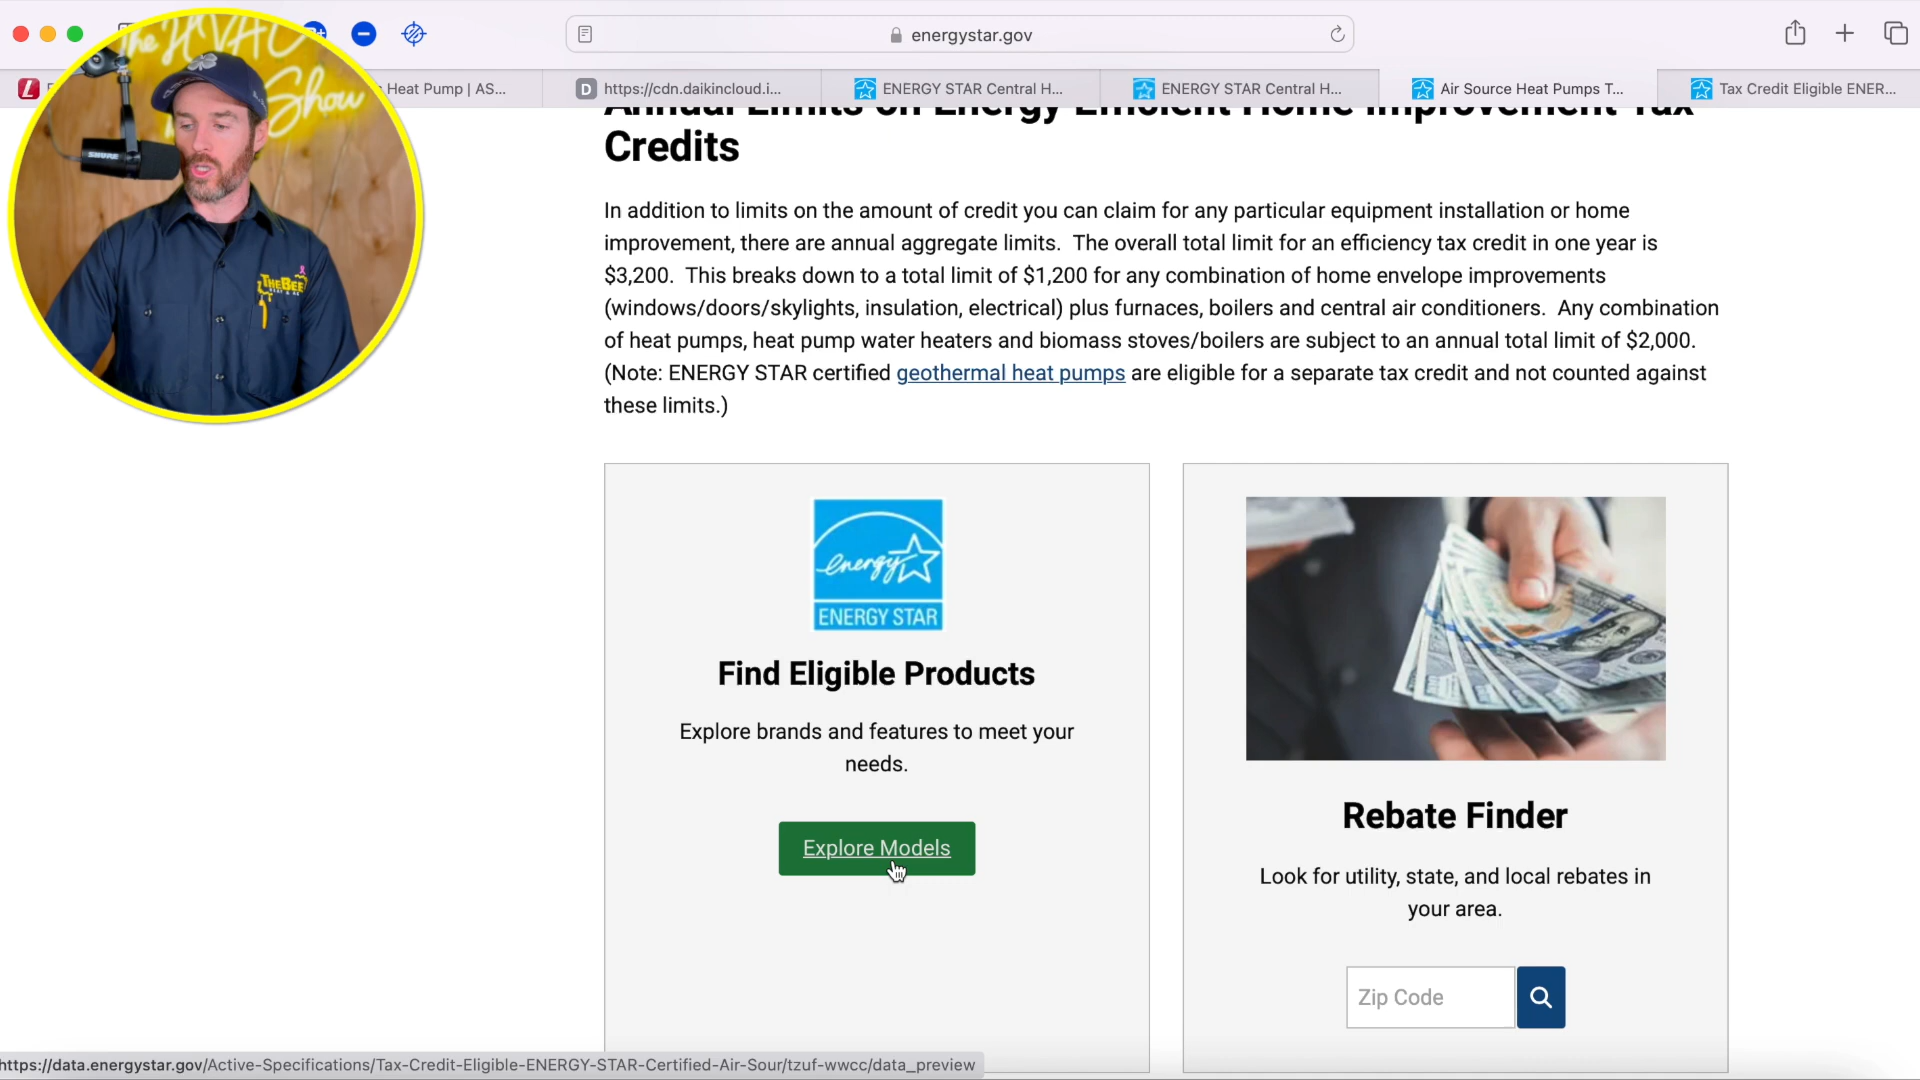 energystar.gov
Heat Pump | AS...
https://cdn.daikincloud.i...
ENERGY STAR Central H...
ENERGY STAR Central H...
Air Source Heat Pumps T...
Tax Credit Eligible ENER...
The HVAC
Show
SHURE
THEBEE
Annual Limits on Energy Efficient Home Improvement Tax
Credits
In addition to limits on the amount of credit you can claim for any particular equipment installation or home
improvement, there are annual aggregate limits. The overall total limit for an efficiency tax credit in one year is
$3,200. This breaks down to a total limit of $1,200 for any combination of home envelope improvements
(windows/doors/skylights, insulation, electrical) plus furnaces, boilers and central air conditioners. Any combination
of heat pumps, heat pump water heaters and biomass stoves/boilers are subject to an annual total limit of $2,000.
(Note: ENERGY STAR certified geothermal heat pumps are eligible for a separate tax credit and not counted against
these limits.)
energy
ENERGY STAR
Find Eligible Products
Explore brands and features to meet your
needs.
Explore Models
Rebate Finder
Look for utility, state, and local rebates in
your area.
Zip Code
https://data.energystar.gov/Active-Specifications/Tax-Credit-Eligible-ENERGY-STAR-Certified-Air-Sour/tzuf-wwcc/data_preview